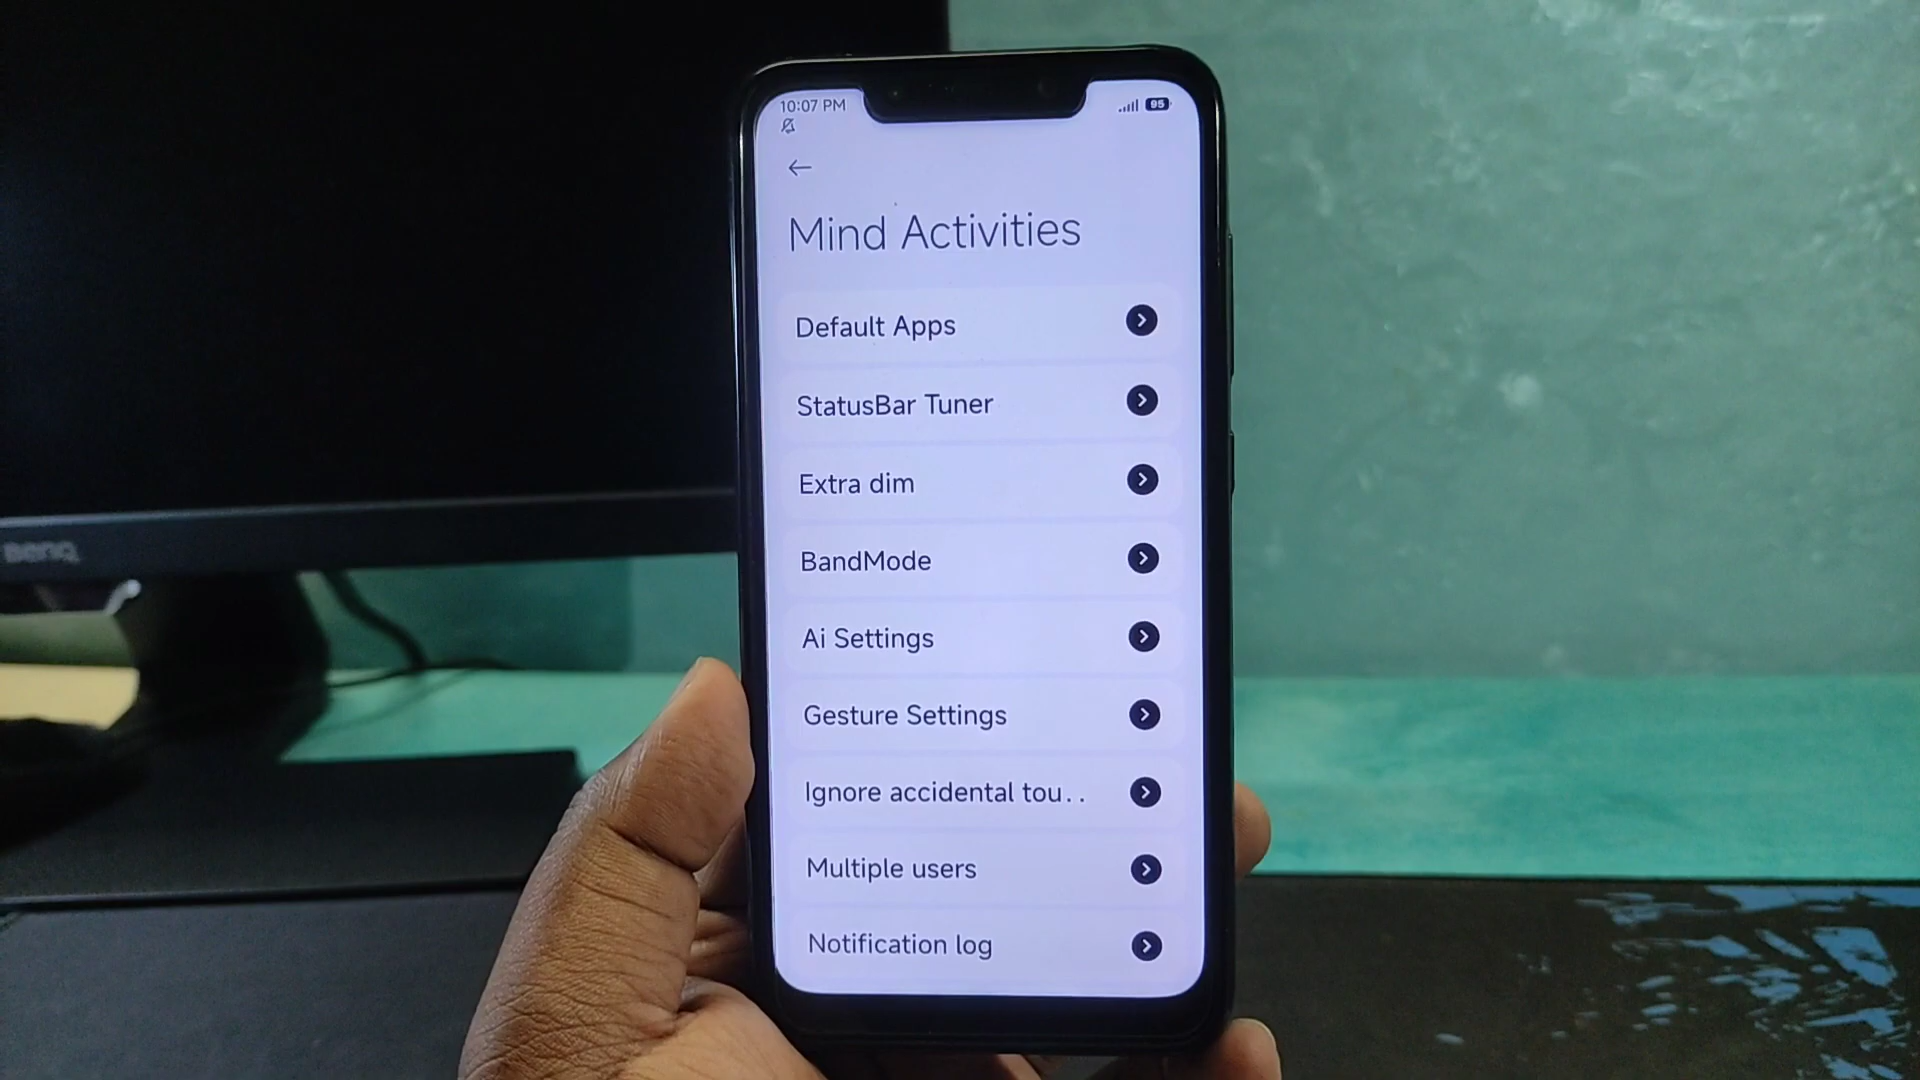 10:07 PM
95
Mind Activities
Default Apps
StatusBar Tuner
Extra dim
BandMode
Ai Settings
Gesture Settings
Ignore accidental tou..
Multiple users
Notification log
BenQ